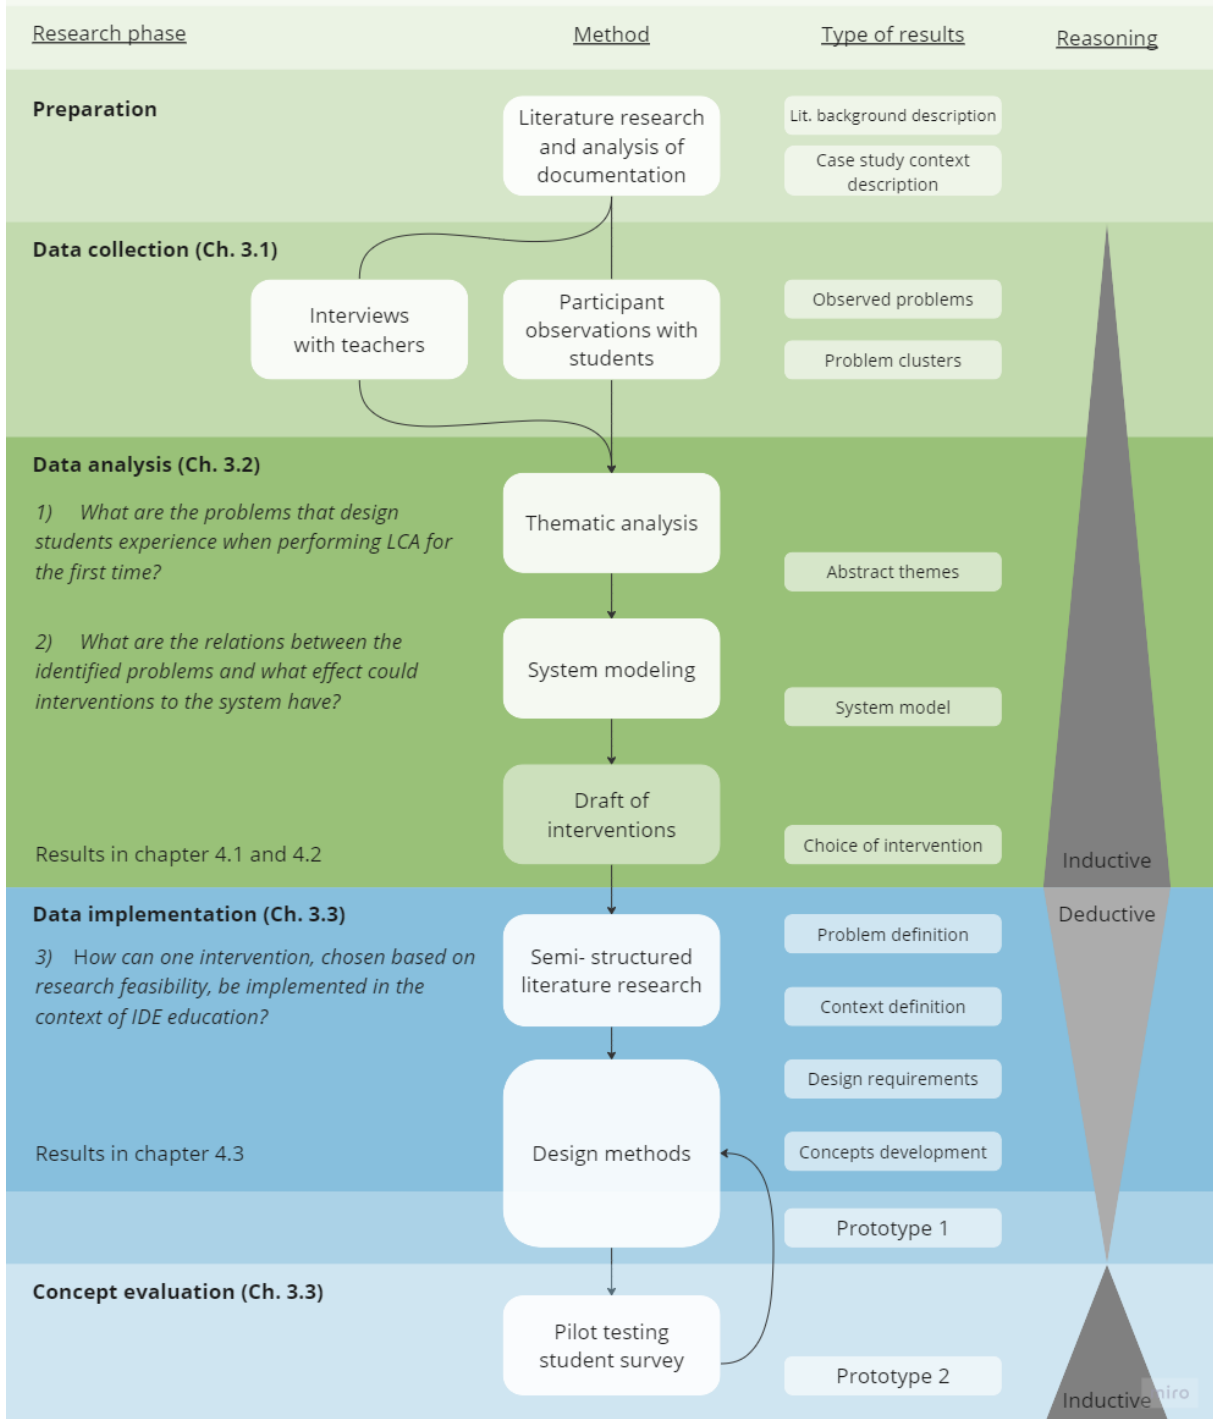 Research phase
Method
Type of results
Reasoning
Preparation
Literature research
and analysis of
documentation
Lit. background description
Case study context
description
Data collection (Ch. 3.1)
Interviews
with teachers
Participant
observations with
students
Observed problems
Problem clusters
Data analysis (Ch. 3.2)
1) What are the problems that design
students experience when performing LCA for
the first time?
Thematic analysis
Abstract themes
2) What are the relations between the
identified problems and what effect could
interventions to the system have?
System modeling
System model
Draft of
interventions
Choice of intervention
Results in chapter 4.1 and 4.2
Inductive
Data implementation (Ch. 3.3)
Deductive
3) How can one intervention, chosen based on
research feasibility, be implemented in the
context of IDE education?
Semi- structured
literature research
Problem definition
Context definition
Design requirements
Results in chapter 4.3
Design methods
Concepts development
Prototype 1
Concept evaluation (Ch. 3.3)
Pilot testing
student survey
Prototype 2
Inductive
miro